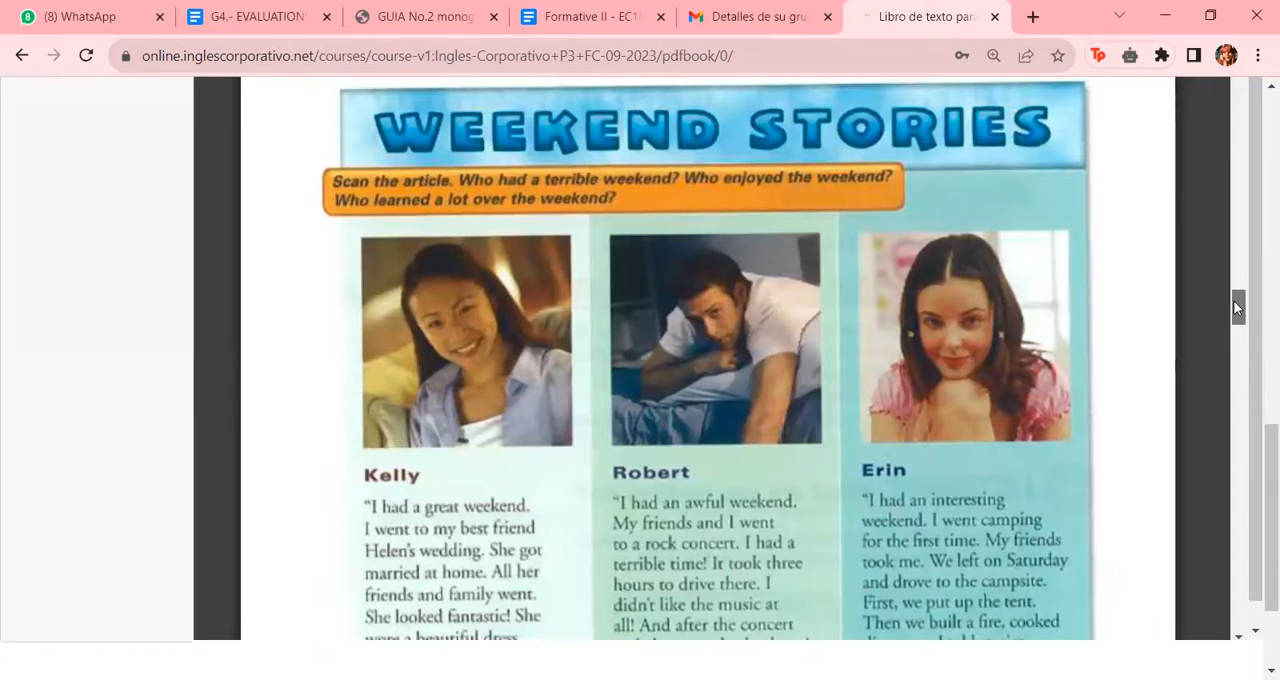 (8) WhatsApp
G4.- EVALUATION
GUIA No.2 monog
Formative II - EC1
Detalles de su gru
Libro de texto para
online.inglescorporativo.net/courses/course-v1:Ingles-Corporativo+P3+FC-09-2023/pdfbook/0/
WEEKEND STORIES
Scan the article. Who had a terrible weekend? Who enjoyed the weekend?
Who learned a lot over the weekend?
Kelly
"I had a great weekend.
I went to my best friend
Helen's wedding. She got
married at home. All her
friends and family went.
She looked fantastic! She
wore a beautiful dress
Robert
"I had an awful weekend.
My friends and I went
to a rock concert. I had a
terrible time! It took three
hours to drive there. I
didn't like the music at
all! And after the concert
Erin
"I had an interesting
weekend. I went camping
for the first time. My friends
took me. We left on Saturday
and drove to the campsite.
First, we put up the tent.
Then we built a fire, cooked